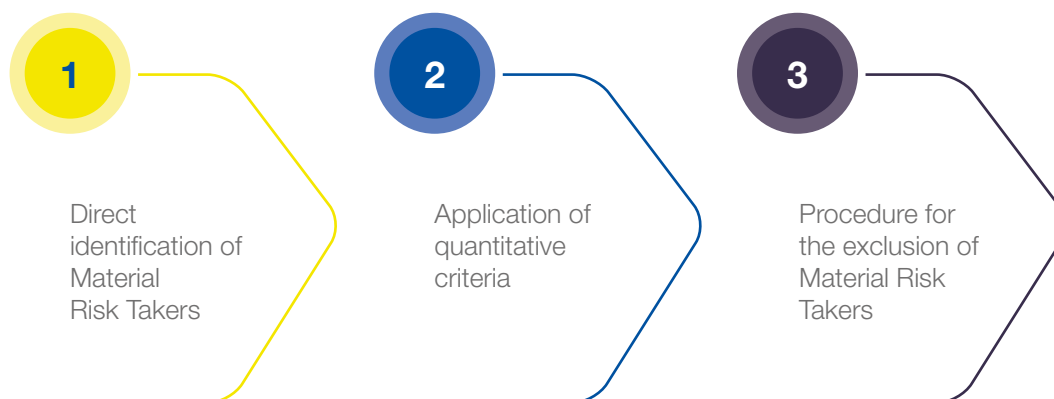 1
Direct
identification of
Material
Risk Takers
2
Application of
quantitative
criteria
3
Procedure for
the exclusion of
Material Risk
Takers